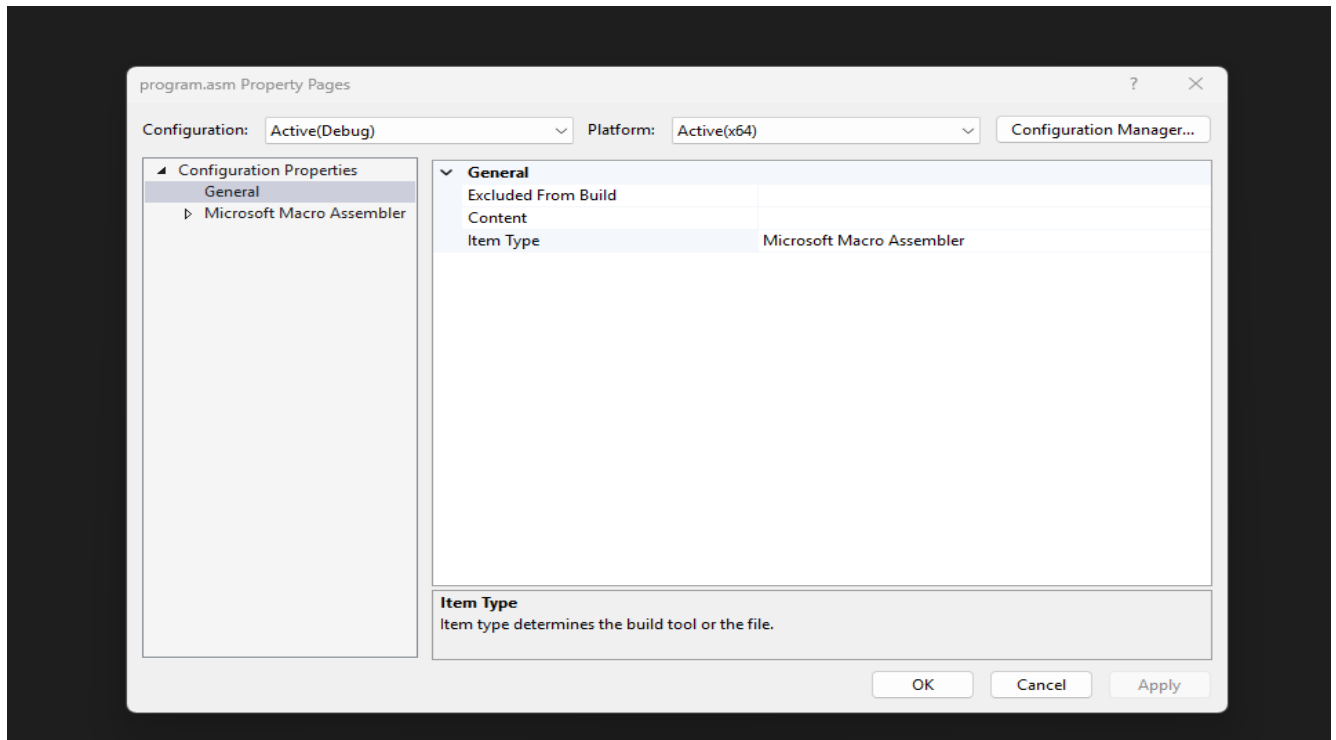 program.asm Property Pages
Configuration: Active(Debug) Platform: Active(x64) Configuration Manager...
Configuration Properties
General
Microsoft Macro Assembler
General
Excluded From Build
Content
Item Type Microsoft Macro Assembler
Item Type
Item type determines the build tool or the file.
OK Cancel Apply